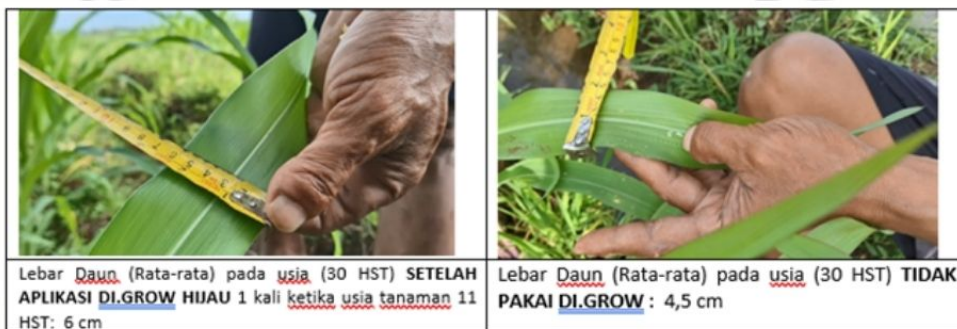 Lebar Daun (Rata-rata) pada usia (30 HST) SETELAH
APLIKASI DI.GROW HIJAU 1 kali ketika usia tanaman 11
HST: 6 cm
Lebar Daun (Rata-rata) pada usia (30 HST) TIDAK
PAKAI DI.GROW : 4,5 cm